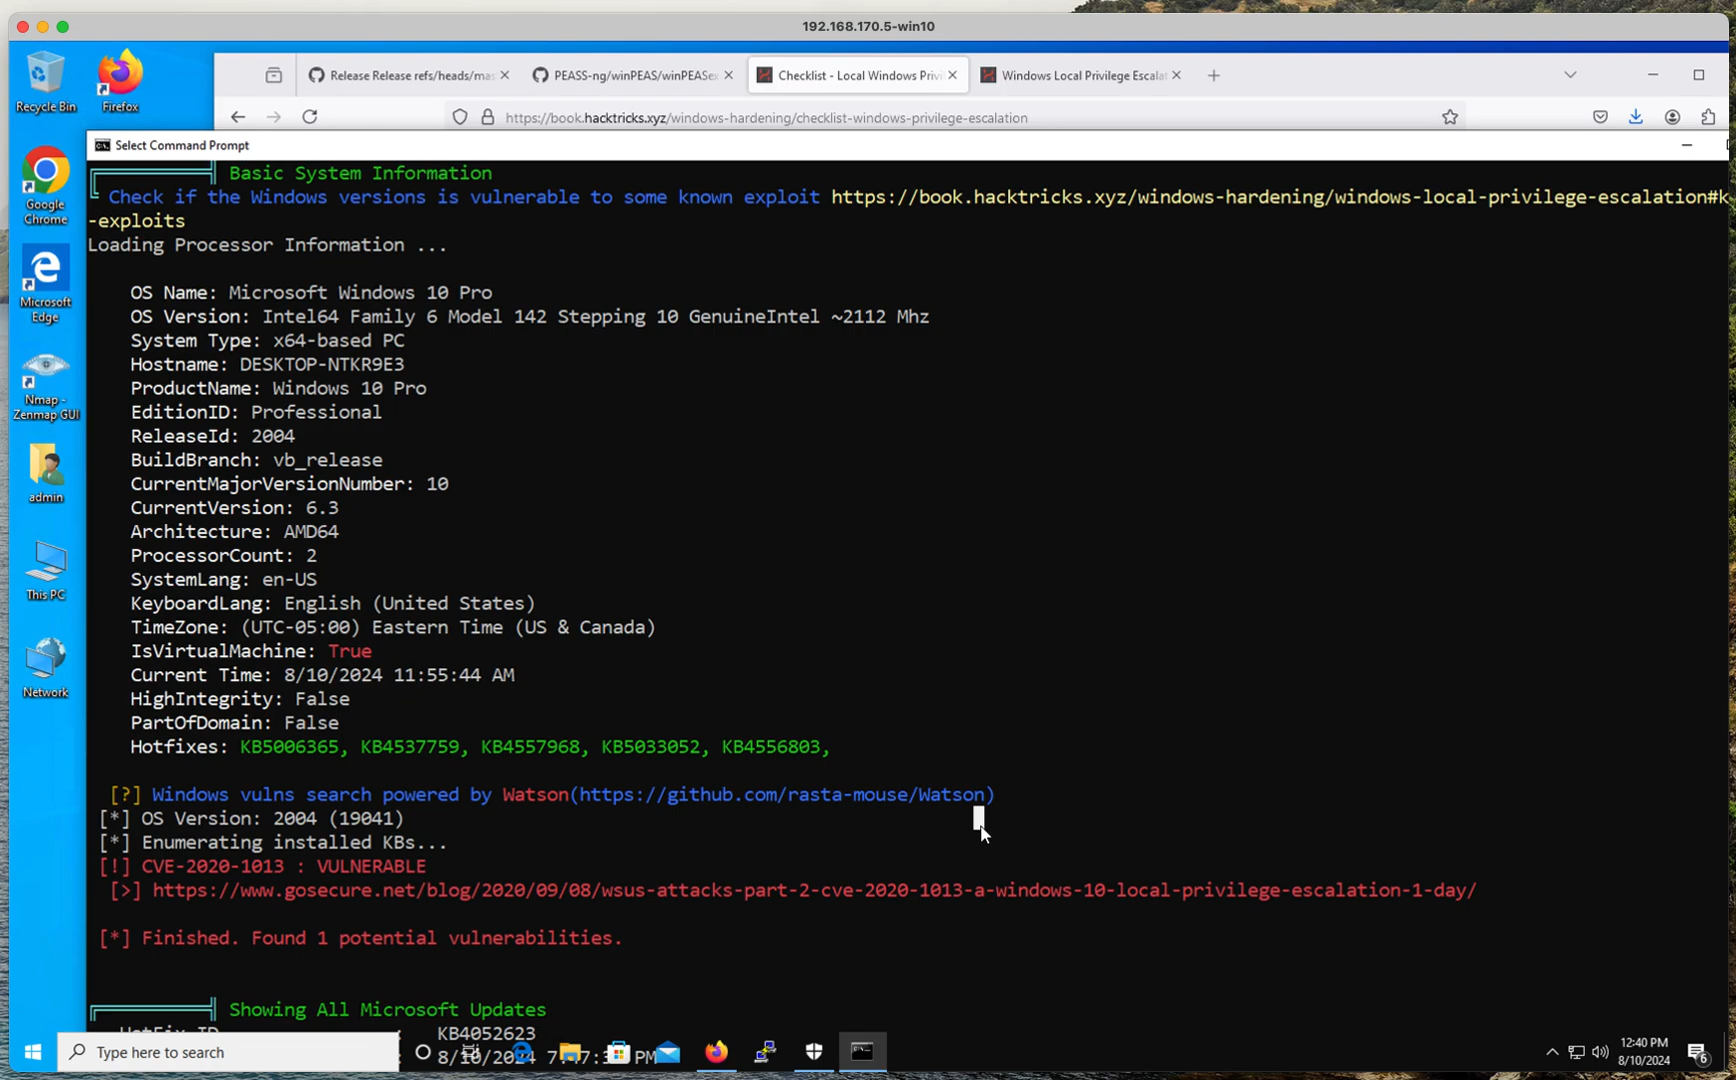 192.168.170.5-win10
Recycle Bin
Firefox
Release Release refs/heads/mas
PEASS-ng/winPEAS/winPEASex
Checklist - Local Windows Privi
Windows Local Privilege Escalat
https://book.hacktricks.xyz/windows-hardening/checklist-windows-privilege-escalation
Select Command Prompt
Basic System Information
Check if the Windows versions is vulnerable to some known exploit https://book.hacktricks.xyz/windows-hardening/windows-local-privilege-escalation#k
-exploits
Loading Processor Information ...
OS Name: Microsoft Windows 10 Pro
OS Version: Intel64 Family 6 Model 142 Stepping 10 GenuineIntel ~2112 Mhz
System Type: x64-based PC
Hostname: DESKTOP-NTKR9E3
ProductName: Windows 10 Pro
EditionID: Professional
ReleaseId: 2004
BuildBranch: vb_release
CurrentMajorVersionNumber: 10
CurrentVersion: 6.3
Architecture: AMD64
ProcessorCount: 2
SystemLang: en-US
KeyboardLang: English (United States)
TimeZone: (UTC-05:00) Eastern Time (US & Canada)
IsVirtualMachine: True
Current Time: 8/10/2024 11:55:44 AM
HighIntegrity: False
PartOfDomain: False
Hotfixes: KB5006365, KB4537759, KB4557968, KB5033052, KB4556803,
[?] Windows vulns search powered by Watson(https://github.com/rasta-mouse/Watson)
[*] OS Version: 2004 (19041)
[*] Enumerating installed KBs...
[!] CVE-2020-1013 : VULNERABLE
[>] https://www.gosecure.net/blog/2020/09/08/wsus-attacks-part-2-cve-2020-1013-a-windows-10-local-privilege-escalation-1-day/
[*] Finished. Found 1 potential vulnerabilities.
Showing All Microsoft Updates
HotFix ID : KB4052623
Google
Chrome
Microsoft
Edge
Nmap -
Zenmap GUI
admin
This PC
Network
Type here to search
: 8/10/2024
12:40 PM
8/10/2024
6